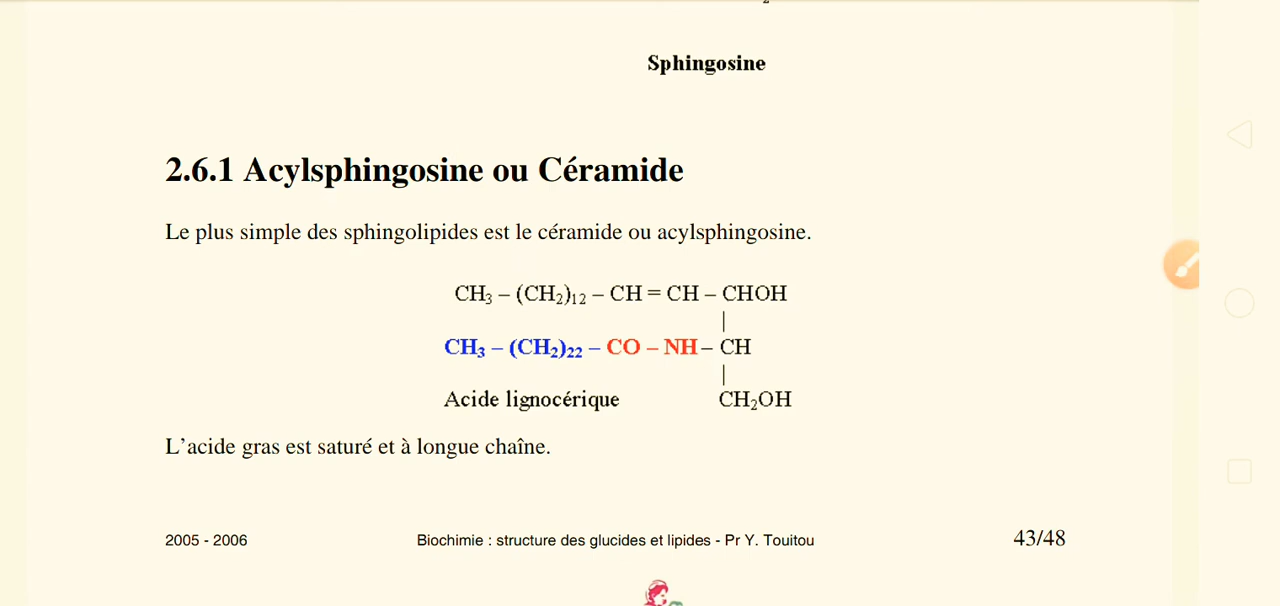 Sphingosine
2.6.1 Acylsphingosine ou Céramide
Le plus simple des sphingolipides est le céramide ou acylsphingosine.
CH₃ – (CH₂)₁₂ – CH = CH – CHOH
|
CH₃ – (CH₂)₂₂ – CO – NH – CH
|
Acide lignocérique CH₂OH
L’acide gras est saturé et à longue chaîne.
2005 - 2006 Biochimie : structure des glucides et lipides - Pr Y. Touitou 43/48